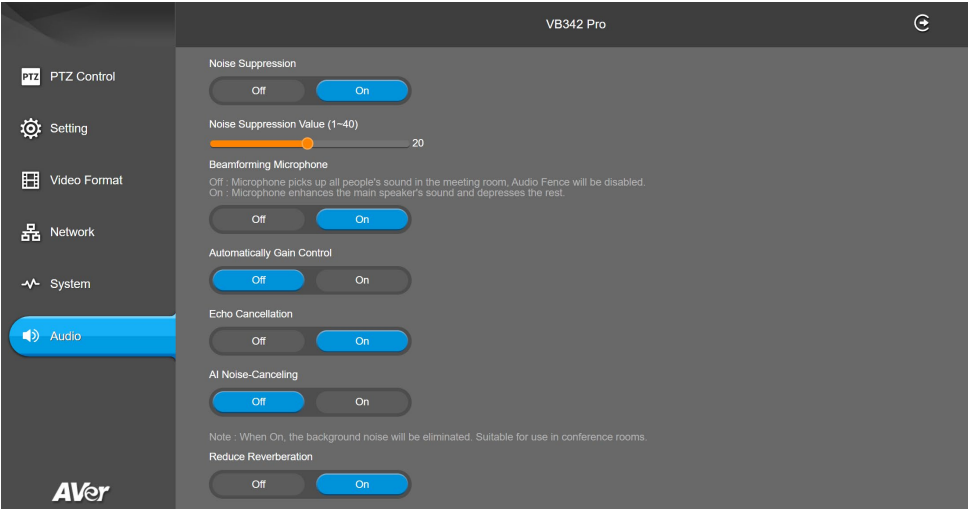 VB342 Pro
PTZ PTZ Control
Setting
Video Format
Network
System
Audio
AVer
Noise Suppression
Off On
Noise Suppression Value (1~40)
20
Beamforming Microphone
Off : Microphone picks up all people's sound in the meeting room, Audio Fence will be disabled.
On : Microphone enhances the main speaker's sound and depresses the rest.
Off On
Automatically Gain Control
Off On
Echo Cancellation
Off On
AI Noise-Canceling
Off On
Note : When On, the background noise will be eliminated. Suitable for use in conference rooms.
Reduce Reverberation
Off On